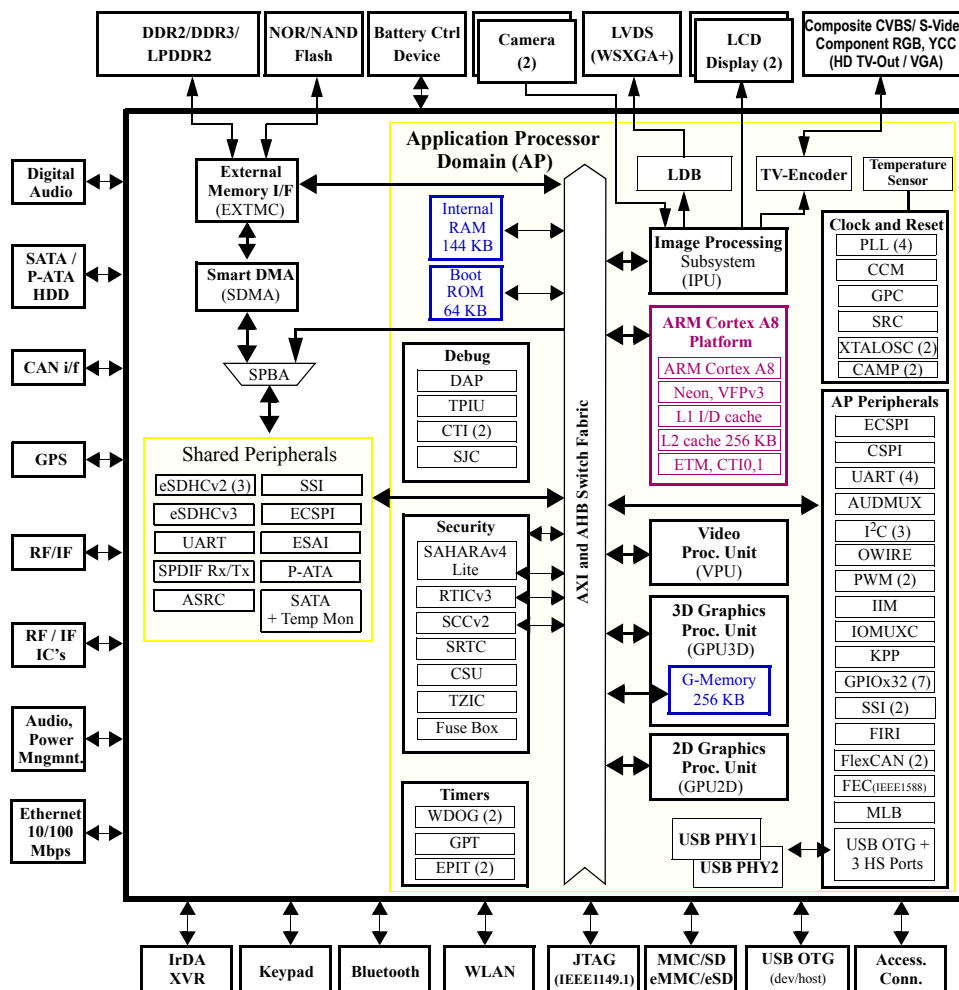 DDR2/DDR3/
LPDDR2
NOR/NAND
Flash
Battery Ctrl
Device
Camera
(2)
LVDS
(WSXGA+)
LCD
Display (2)
Composite CVBS/ S-Video
Component RGB, YCC
(HD TV-Out / VGA)
Digital
Audio
SATA /
P-ATA
HDD
CAN i/f
GPS
RF/IF
RF / IF
IC's
Audio,
Power
Mngmnt.
Ethernet
10/100
Mbps
Application Processor
Domain (AP)
External
Memory I/F
(EXTMC)
Smart DMA
(SDMA)
SPBA
Shared Peripherals
eSDHCv2 (3)
SSI
eSDHCv3
ECSPI
UART
ESAI
SPDIF Rx/Tx
P-ATA
ASRC
SATA
+ Temp Mon
Internal
RAM
144 KB
Boot
ROM
64 KB
Debug
DAP
TPIU
CTI (2)
SJC
Security
SAHARAv4
Lite
RTICv3
SCCv2
SRTC
CSU
TZIC
Fuse Box
Timers
WDOG (2)
GPT
EPIT (2)
AXI and AHB Switch Fabric
LDB
TV-Encoder
Image Processing
Subsystem
(IPU)
ARM Cortex A8
Platform
ARM Cortex A8
Neon, VFPv3
L1 I/D cache
L2 cache 256 KB
ETM, CTI0,1
Video
Proc. Unit
(VPU)
3D Graphics
Proc. Unit
(GPU3D)
G-Memory
256 KB
2D Graphics
Proc. Unit
(GPU2D)
USB PHY1
USB PHY2
Temperature
Sensor
Clock and Reset
PLL (4)
CCM
GPC
SRC
XTALOSC (2)
CAMP (2)
AP Peripherals
ECSPI
CSPI
UART (4)
AUDMUX
I²C (3)
OWIRE
PWM (2)
IIM
IOMUXC
KPP
GPIOx32 (7)
SSI (2)
FIRI
FlexCAN (2)
FEC(IEEE1588)
MLB
USB OTG +
3 HS Ports
IrDA
XVR
Keypad
Bluetooth
WLAN
JTAG
(IEEE1149.1)
MMC/SD
eMMC/eSD
USB OTG
(dev/host)
Access.
Conn.